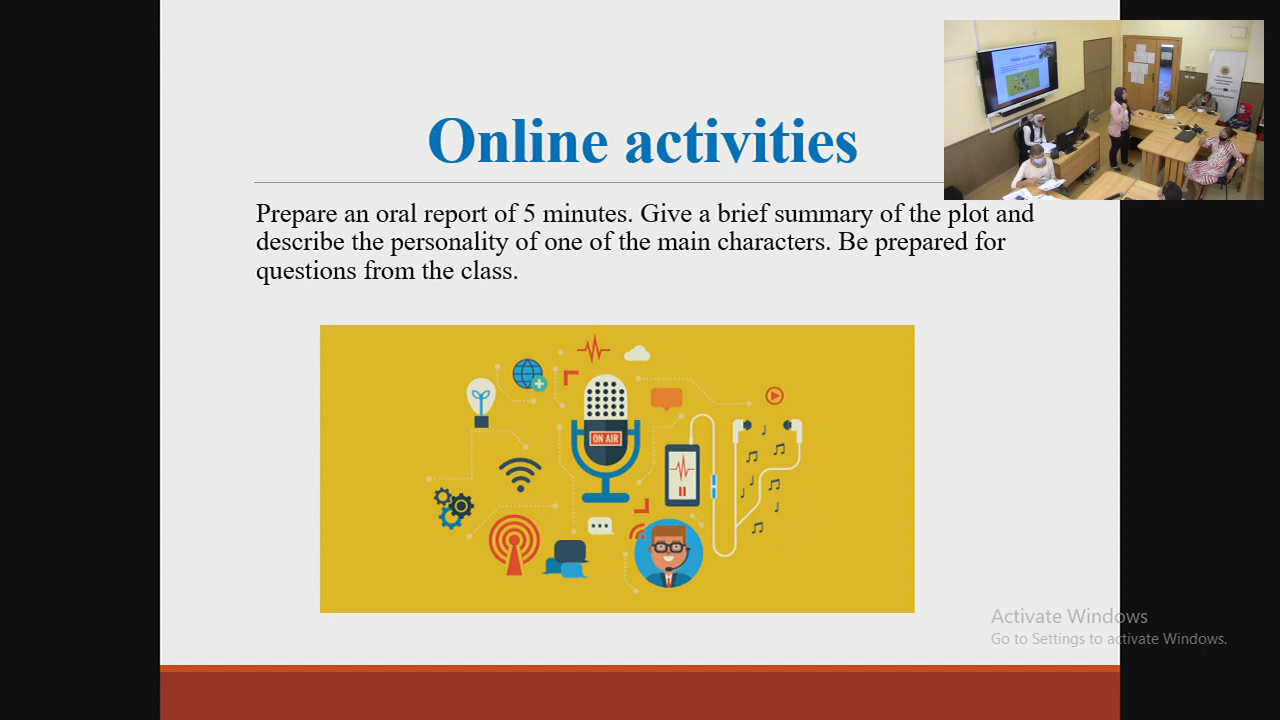 Online activities
Prepare an oral report of 5 minutes. Give a brief summary of the plot and
describe the personality of one of the main characters. Be prepared for
questions from the class.
ON AIR
Activate Windows
Go to Settings to activate Windows.